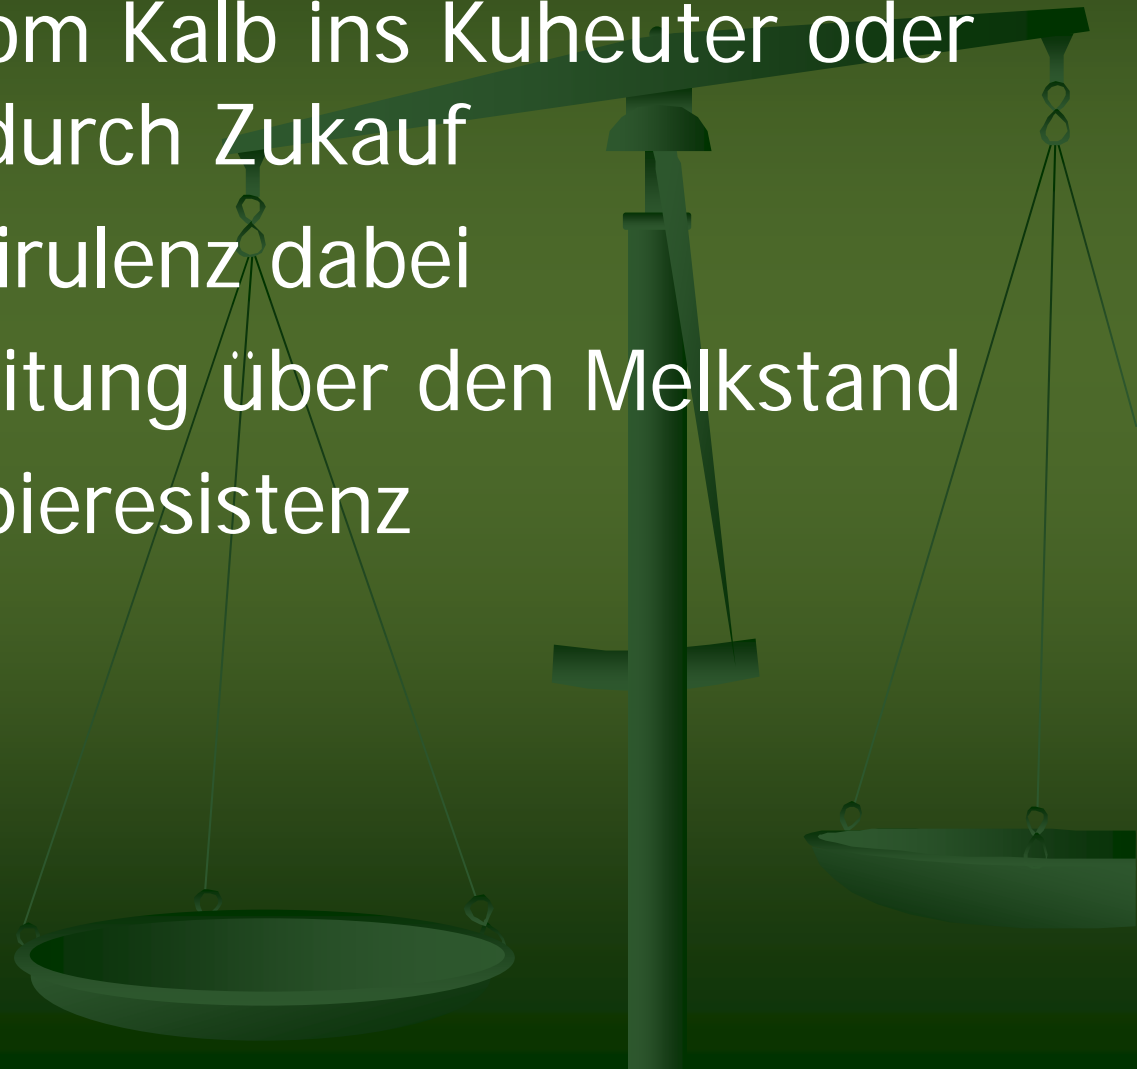 om Kalb ins Kuheuter oder
durch Zukauf
irulenz dabei
itung über den Melkstand
pieresistenz